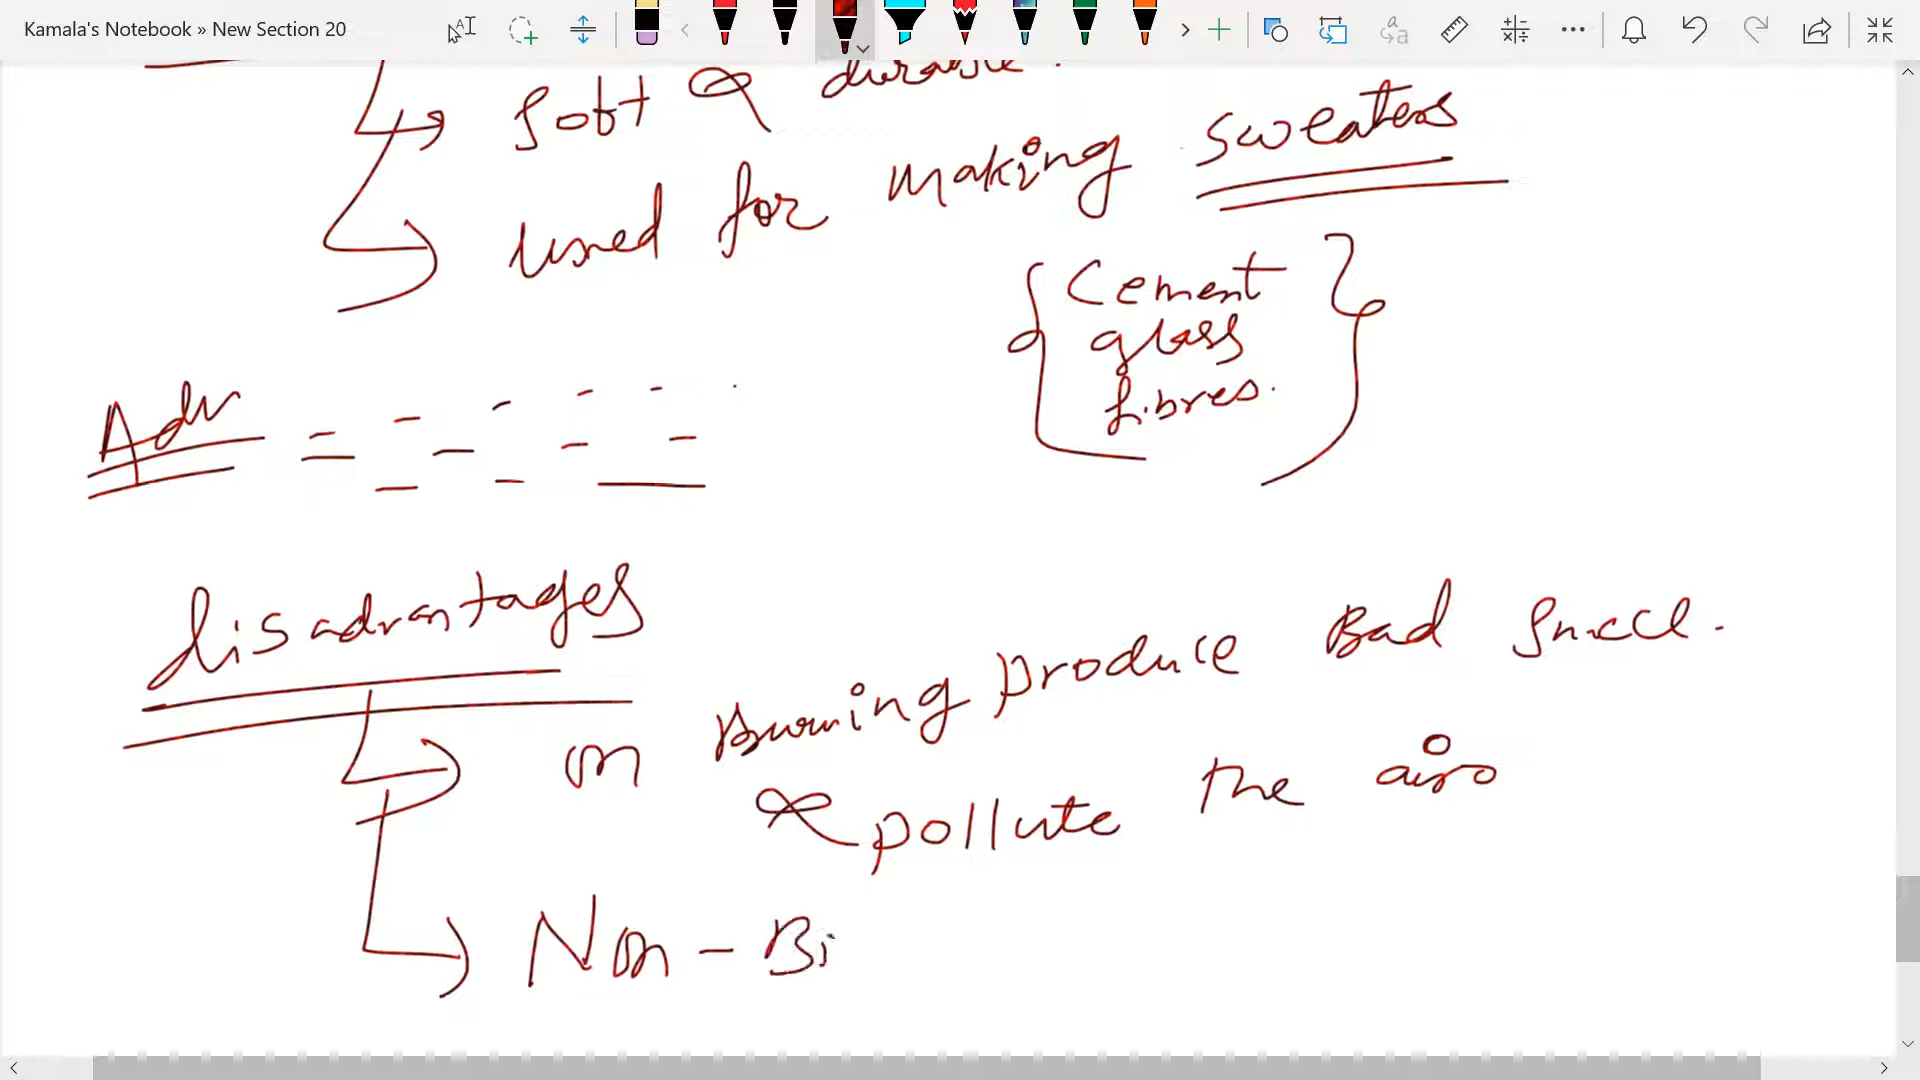 Kamala's Notebook » New Section 20
Soft & durable.
used for making sweaters
{ Cement }
glass
fibres.
Adv
disadvantages
on Burning produce Bad smell.
& pollute the air
Non - Bi